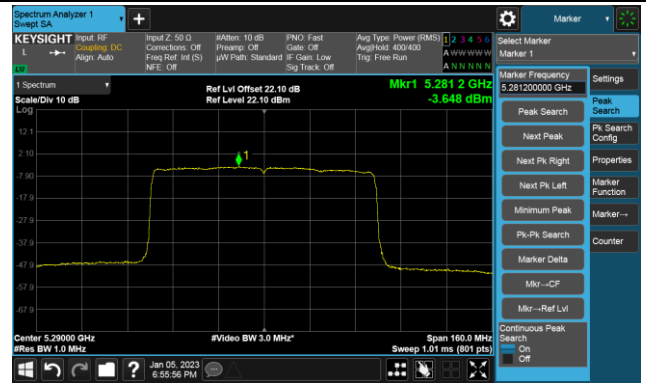 Spectrum Analyzer 1
Swept SA
Marker
KEYSIGHT
Input: RF
Coupling: DC
Align: Auto
Input Z: 50 Ω
Corrections: Off
Freq Ref: Int (S)
NFE: Off
#Atten: 10 dB
Preamp: Off
µW Path: Standard
PNO: Fast
Gate: Off
IF Gain: Low
Sig Track: Off
Avg Type: Power (RMS)
Avg|Hold: 400/400
Trig: Free Run
1 2 3 4 5 6
A W W W W W
A N N N N N
L
Select Marker
Marker 1
1 Spectrum
Scale/Div 10 dB
Log
Ref Lvl Offset 22.10 dB
Ref Level 22.10 dBm
Mkr1 5.281 2 GHz
-3.648 dBm
12.1
2.10
-7.90
-17.9
-27.9
-37.9
-47.9
-57.9
-67.9
1
Center 5.29000 GHz
#Res BW 1.0 MHz
#Video BW 3.0 MHz*
Span 160.0 MHz
Sweep 1.01 ms (801 pts)
Marker Frequency
5.281200000 GHz
Peak Search
Next Peak
Next Pk Right
Next Pk Left
Minimum Peak
Pk-Pk Search
Marker Delta
Mkr→CF
Mkr→Ref Lvl
Continuous Peak
Search
On
Off
Settings
Peak
Search
Pk Search
Config
Properties
Marker
Function
Marker→
Counter
Jan 05, 2023
6:55:56 PM